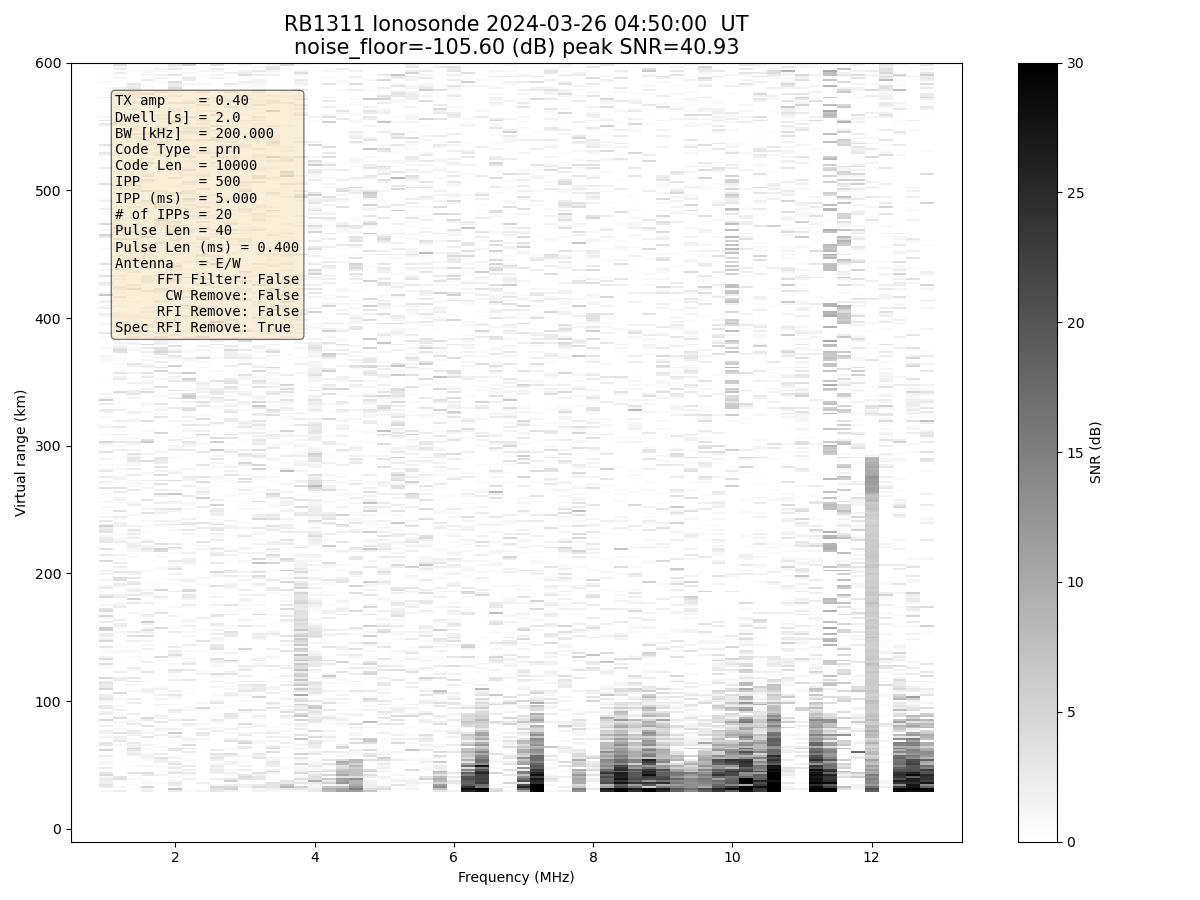 RB1311 Ionosonde 2024-03-26 04:50:00  UT
noise_floor=-105.60 (dB) peak SNR=40.93
TX amp    = 0.40
Dwell [s] = 2.0
BW [kHz]  = 200.000
Code Type = prn
Code Len  = 10000
IPP       = 500
IPP (ms)  = 5.000
# of IPPs = 20
Pulse Len = 40
Pulse Len (ms) = 0.400
Antenna   = E/W
FFT Filter: False
CW Remove: False
RFI Remove: False
Spec RFI Remove: True
Virtual range (km)
600
500
400
300
200
100
0
2
4
6
8
10
12
Frequency (MHz)
30
25
20
15
10
5
0
SNR (dB)